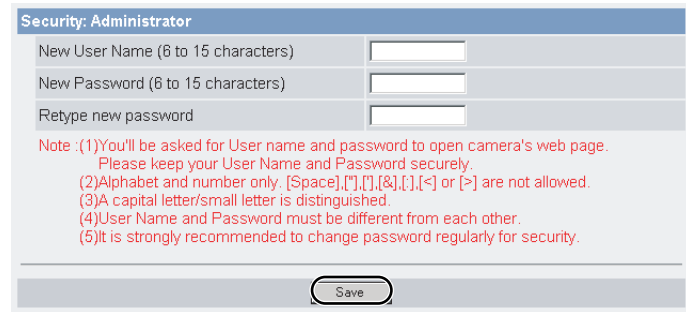 Security: Administrator
New User Name (6 to 15 characters)
New Password (6 to 15 characters)
Retype new password
Note :(1)You'll be asked for User name and password to open camera's web page.
Please keep your User Name and Password securely.
(2)Alphabet and number only. [Space],["],['],[&],[:],[<] or [>] are not allowed.
(3)A capital letter/small letter is distinguished.
(4)User Name and Password must be different from each other.
(5)It is strongly recommended to change password regularly for security.
Save